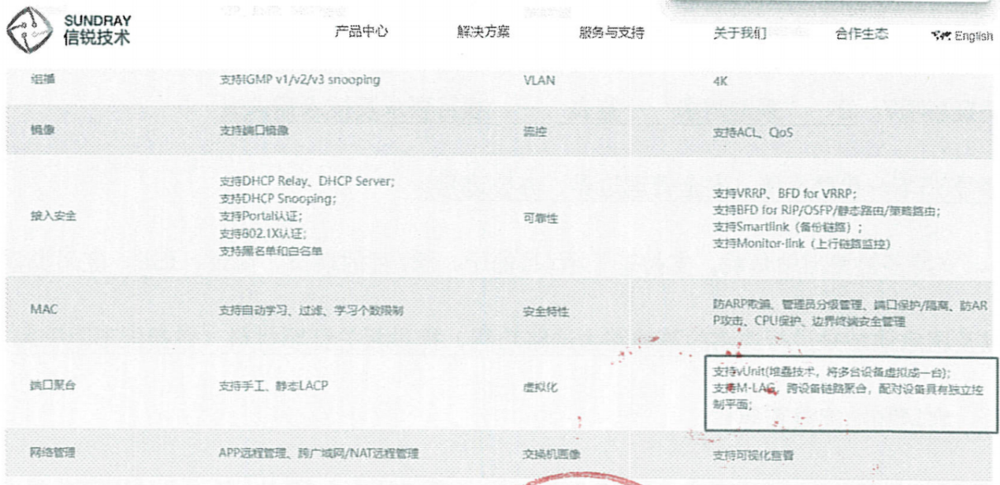 SUNDRAY
信锐技术
产品中心 解决方案 服务与支持 关于我们 合作生态 English
组播 支持IGMP v1/v2/v3 snooping VLAN 4K
镜像 支持端口镜像 流控 支持ACL、QoS
接入安全
支持DHCP Relay、DHCP Server;
支持DHCP Snooping;
支持Portal认证;
支持802.1X认证;
支持黑名单和白名单
可靠性
支持VRRP、BFD for VRRP;
支持BFD for RIP/OSFP/静态路由/策略路由;
支持Smartlink（备份链路）;
支持Monitor-link（上行链路监控）
MAC 支持自动学习、过滤、学习个数限制 安全特性
防ARP欺骗、管理员分级管理、端口保护/隔离、防AR
P攻击、CPU保护、边界终端安全管理
端口聚合 支持手工、静态LACP 虚拟化
支持vUnit(堆叠技术，将多台设备虚拟成一台);
支持M-LAG，跨设备链路聚合，配对设备具有独立控
制平面;
网络管理 APP远程管理、跨广域网/NAT远程管理 交换机画像 支持可视化查管